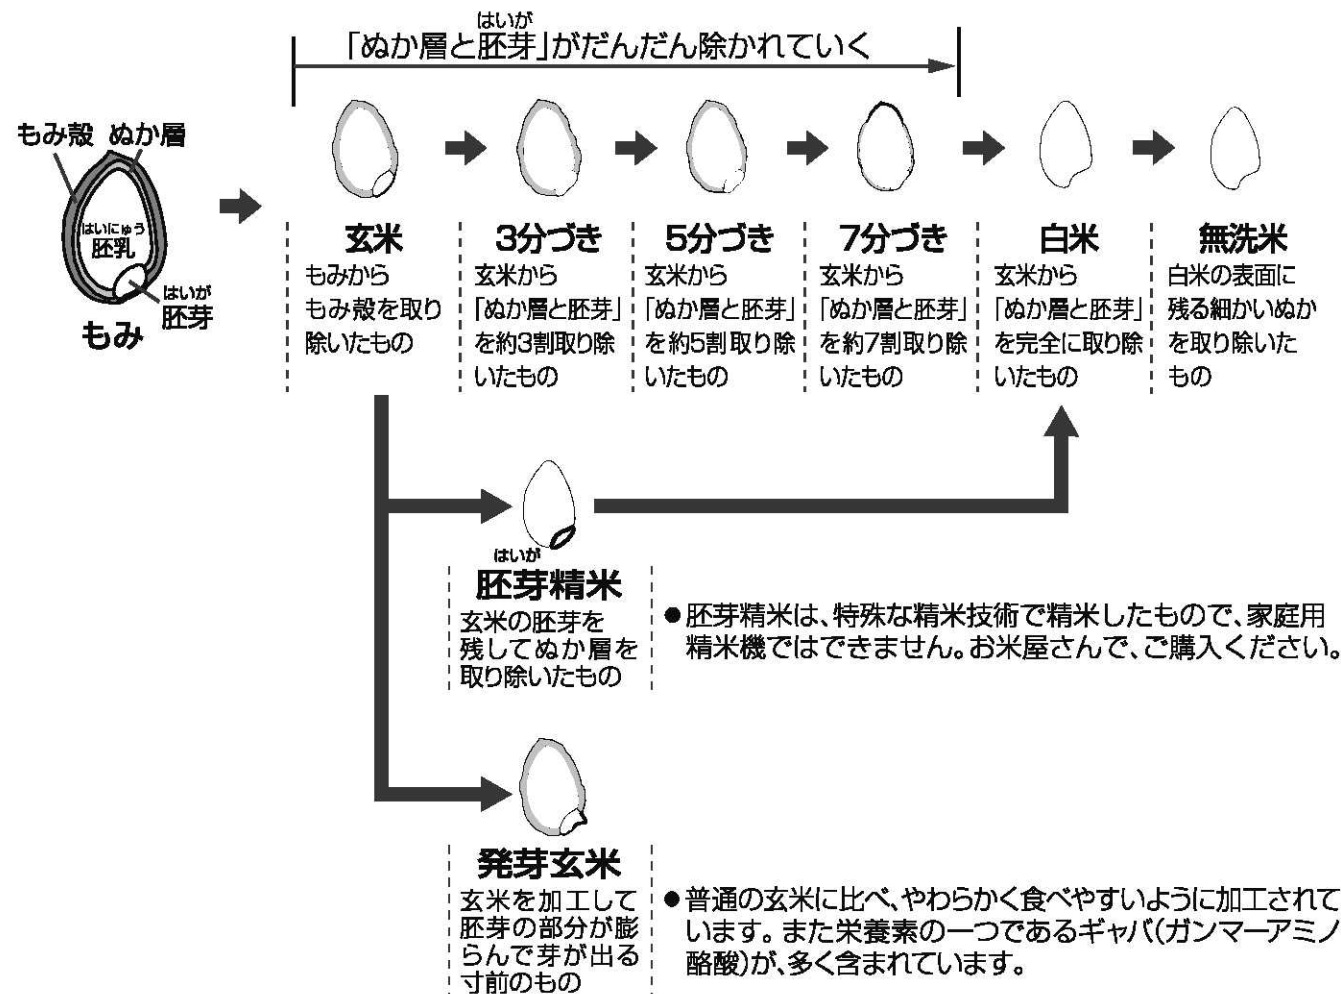 「ぬか層と胚芽」がだんだん除かれていく
はいが
もみ殻 ぬか層
はいにゅう
胚乳
はいが
胚芽
もみ
玄米
もみから
もみ殻を取り
除いたもの
3分づき
玄米から
「ぬか層と胚芽」
を約3割取り除
いたもの
5分づき
玄米から
「ぬか層と胚芽」
を約5割取り除
いたもの
7分づき
玄米から
「ぬか層と胚芽」
を約7割取り除
いたもの
白米
玄米から
「ぬか層と胚芽」
を完全に取り除
いたもの
無洗米
白米の表面に
残る細かいぬか
を取り除いた
もの
はいが
胚芽精米
玄米の胚芽を
残してぬか層を
取り除いたもの
●胚芽精米は、特殊な精米技術で精米したもので、家庭用
精米機ではできません。お米屋さんで、ご購入ください。
発芽玄米
玄米を加工して
胚芽の部分が膨
らんで芽が出る
寸前のもの
●普通の玄米に比べ、やわらかく食べやすいように加工されて
います。また栄養素の一つであるギャバ(ガンマーアミノ
酪酸)が、多く含まれています。